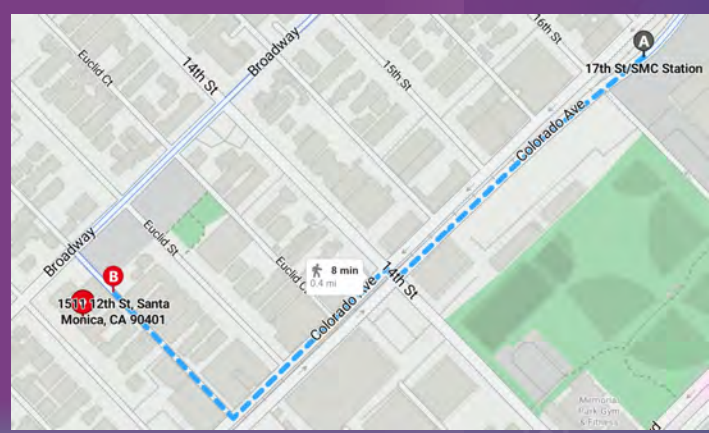 A
17th St/SMC Station
16th St
15th St
14th St
Euclid Ct
Broadway
Colorado Ave
Broadway
Euclid St
Euclid
14th St
8 min
0.4 mi
Colorado Ave
B
12th St, Santa
Monica, CA 90401
Memorial
Park Gym
& Fitness